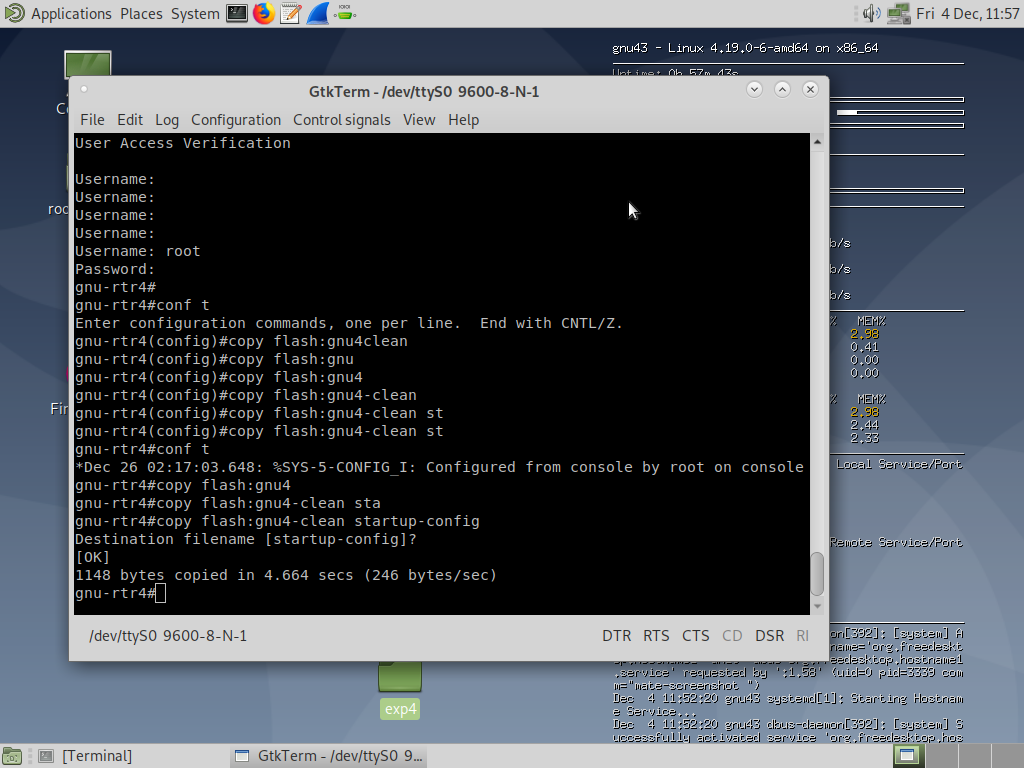 Applications Places System
Fri 4 Dec, 11:57
gnu43 - Linux 4.19.0-6-amd64 on x86_64
Uptime: 0h 57m 43s
GtkTerm - /dev/ttyS0 9600-8-N-1
File Edit Log Configuration Control signals View Help
User Access Verification
Username:
Username:
Username:
Username:
Username: root
Password:
gnu-rtr4#
gnu-rtr4#conf t
Enter configuration commands, one per line.  End with CNTL/Z.
gnu-rtr4(config)#copy flash:gnu4clean
gnu-rtr4(config)#copy flash:gnu
gnu-rtr4(config)#copy flash:gnu4
gnu-rtr4(config)#copy flash:gnu4-clean
gnu-rtr4(config)#copy flash:gnu4-clean st
gnu-rtr4(config)#copy flash:gnu4-clean st
gnu-rtr4#conf t
*Dec 26 02:17:03.648: %SYS-5-CONFIG_I: Configured from console by root on console
gnu-rtr4#copy flash:gnu4
gnu-rtr4#copy flash:gnu4-clean sta
gnu-rtr4#copy flash:gnu4-clean startup-config
Destination filename [startup-config]?
[OK]
1148 bytes copied in 4.664 secs (246 bytes/sec)
gnu-rtr4#
/dev/ttyS0 9600-8-N-1
DTR RTS CTS CD DSR RI
b/s
b/s
b/s
% MEM%
2.98
0.41
0.00
0.00
% MEM%
2.98
2.44
2.33
Local Service/Port
Remote Service/Port
on[392]: [system] A
name='org.freedeskt
.service' requested by ':1.58' (uid=0 pid=3339 com
m="mate-screenshot ")
Dec  4 11:52:20 gnu43 systemd[1]: Starting Hostnam
e Service...
Dec  4 11:52:20 gnu43 dbus-daemon[392]: [system] S
uccessfully activated service 'org.freedesktop.hos
exp4
[Terminal]
GtkTerm - /dev/ttyS0 9...